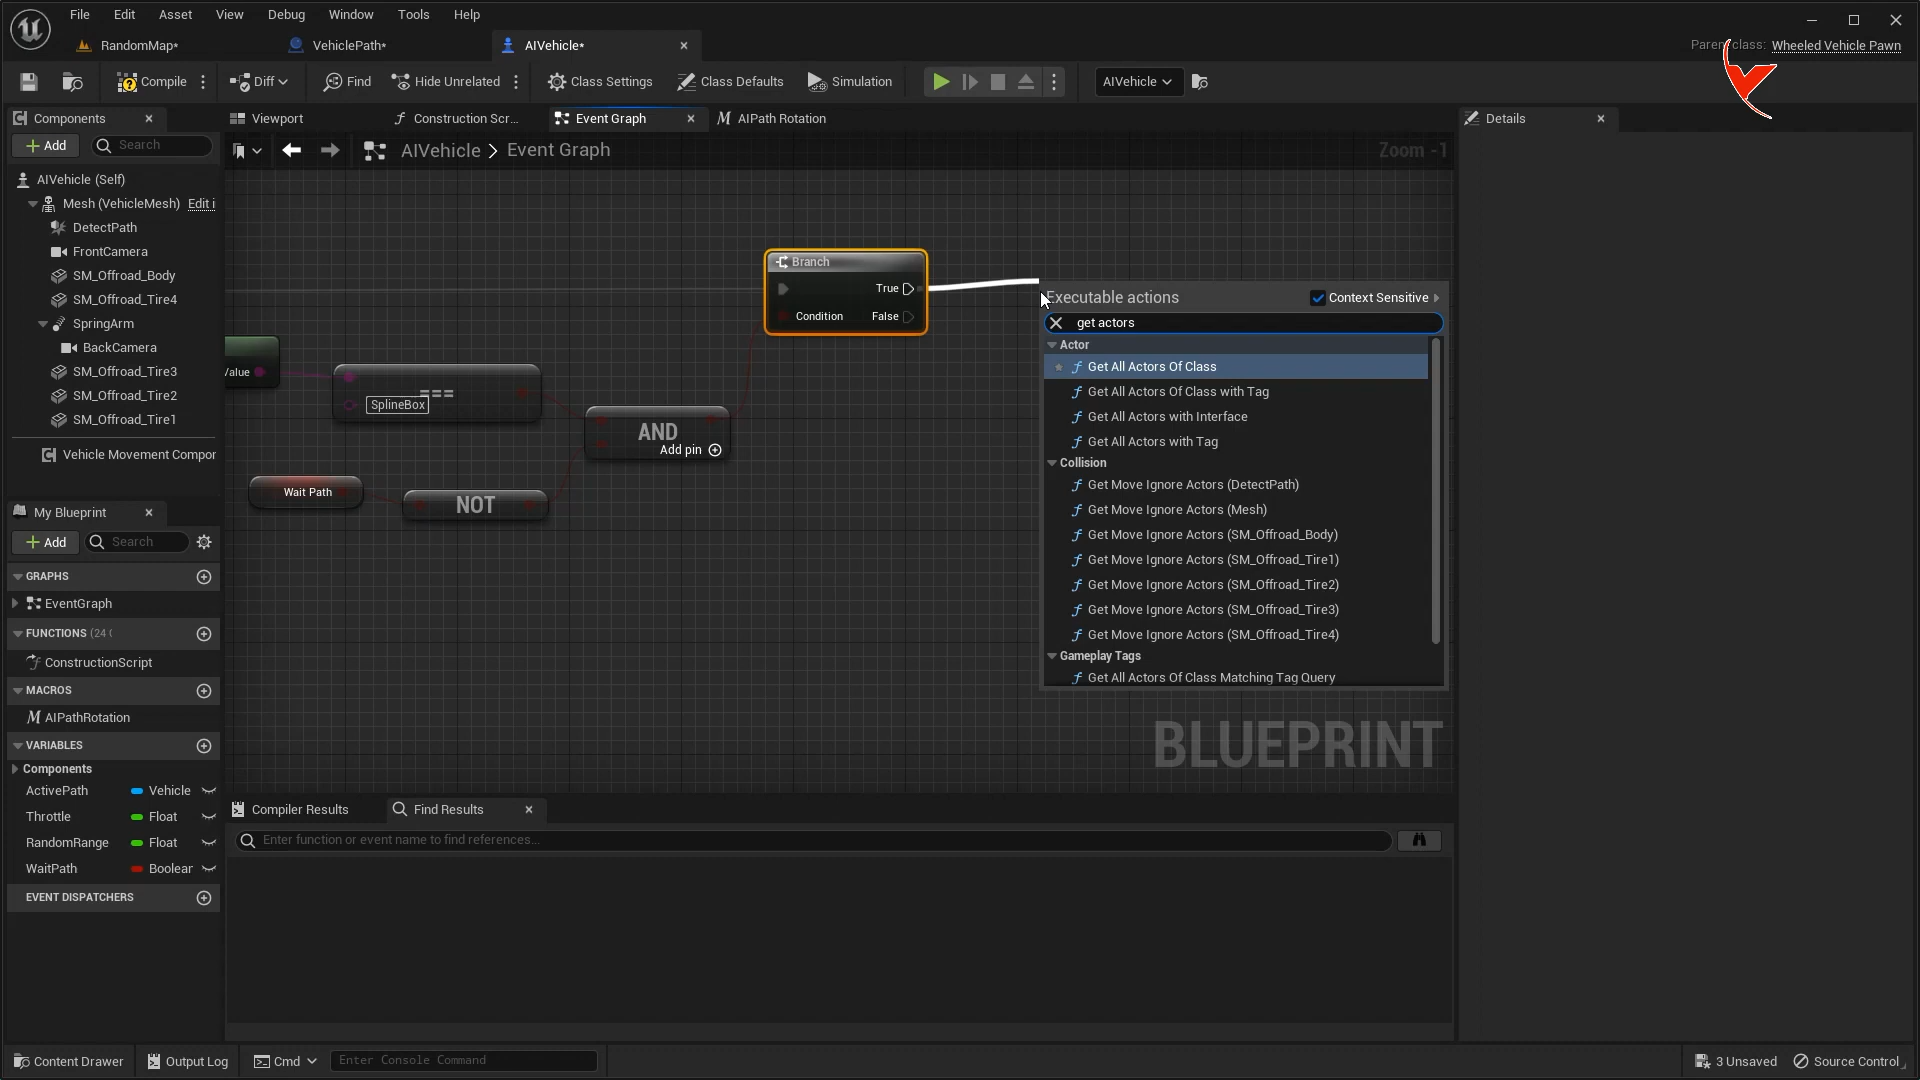 File Edit Asset View Debug Window Tools Help
RandomMap* VehiclePath* AIVehicle*
Parent class: Wheeled Vehicle Pawn
Compile Diff Find Hide Unrelated Class Settings Class Defaults Simulation AIVehicle
Components Viewport Construction Scr... Event Graph AIPath Rotation Details
Add Search
AIVehicle > Event Graph Zoom -1
AIVehicle (Self)
Mesh (VehicleMesh) Edit i
DetectPath
FrontCamera
SM_Offroad_Body
SM_Offroad_Tire4
SpringArm
BackCamera
SM_Offroad_Tire3
SM_Offroad_Tire2
SM_Offroad_Tire1
Vehicle Movement Compor
Branch
True
Condition False
Value
===
SplineBox
AND
Add pin
Wait Path
NOT
Executable actions Context Sensitive
get actors
Actor
Get All Actors Of Class
Get All Actors Of Class with Tag
Get All Actors with Interface
Get All Actors with Tag
Collision
Get Move Ignore Actors (DetectPath)
Get Move Ignore Actors (Mesh)
Get Move Ignore Actors (SM_Offroad_Body)
Get Move Ignore Actors (SM_Offroad_Tire1)
Get Move Ignore Actors (SM_Offroad_Tire2)
Get Move Ignore Actors (SM_Offroad_Tire3)
Get Move Ignore Actors (SM_Offroad_Tire4)
Gameplay Tags
Get All Actors Of Class Matching Tag Query
BLUEPRINT
My Blueprint
Add Search
GRAPHS
EventGraph
FUNCTIONS (24
ConstructionScript
MACROS
AIPathRotation
VARIABLES
Components
ActivePath Vehicle
Throttle Float
RandomRange Float
WaitPath Boolear
EVENT DISPATCHERS
Compiler Results Find Results
Enter function or event name to find references...
Content Drawer Output Log Cmd Enter Console Command 3 Unsaved Source Control